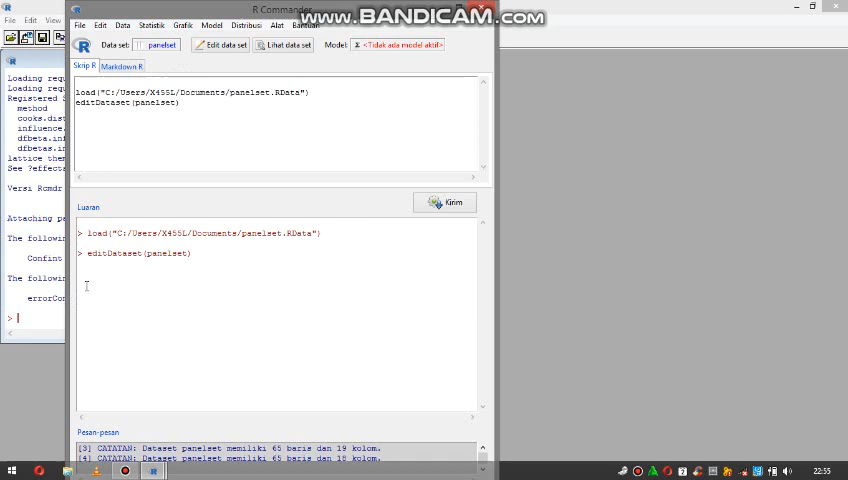 R Commander
www.BANDICAM.com
File Edit
File Edit Data Statistik Grafik Model Distribusi Alat Bantuan
Data set: panelset Edit data set Lihat data set Model: Σ <Tidak ada model aktif>
Skrip R Markdown R
load("C:/Users/X455L/Documents/panelset.RData")
editDataset(panelset)
Kirim
Luaran
> load("C:/Users/X455L/Documents/panelset.RData")
> editDataset(panelset)
Pesan-pesan
[3] CATATAN: Dataset panelset memiliki 65 baris dan 19 kolom.
[4] CATATAN: Dataset panelset memiliki 65 baris dan 18 kolom.
Loading requ
Loading requ
Registered S
method
cooks.dist
influence.
dfbeta.inf
dfbetas.in
lattice them
See ?effects
Versi Rcmdr
Attaching pa
The followin
Confint
The followin
errorCon
>
22:55